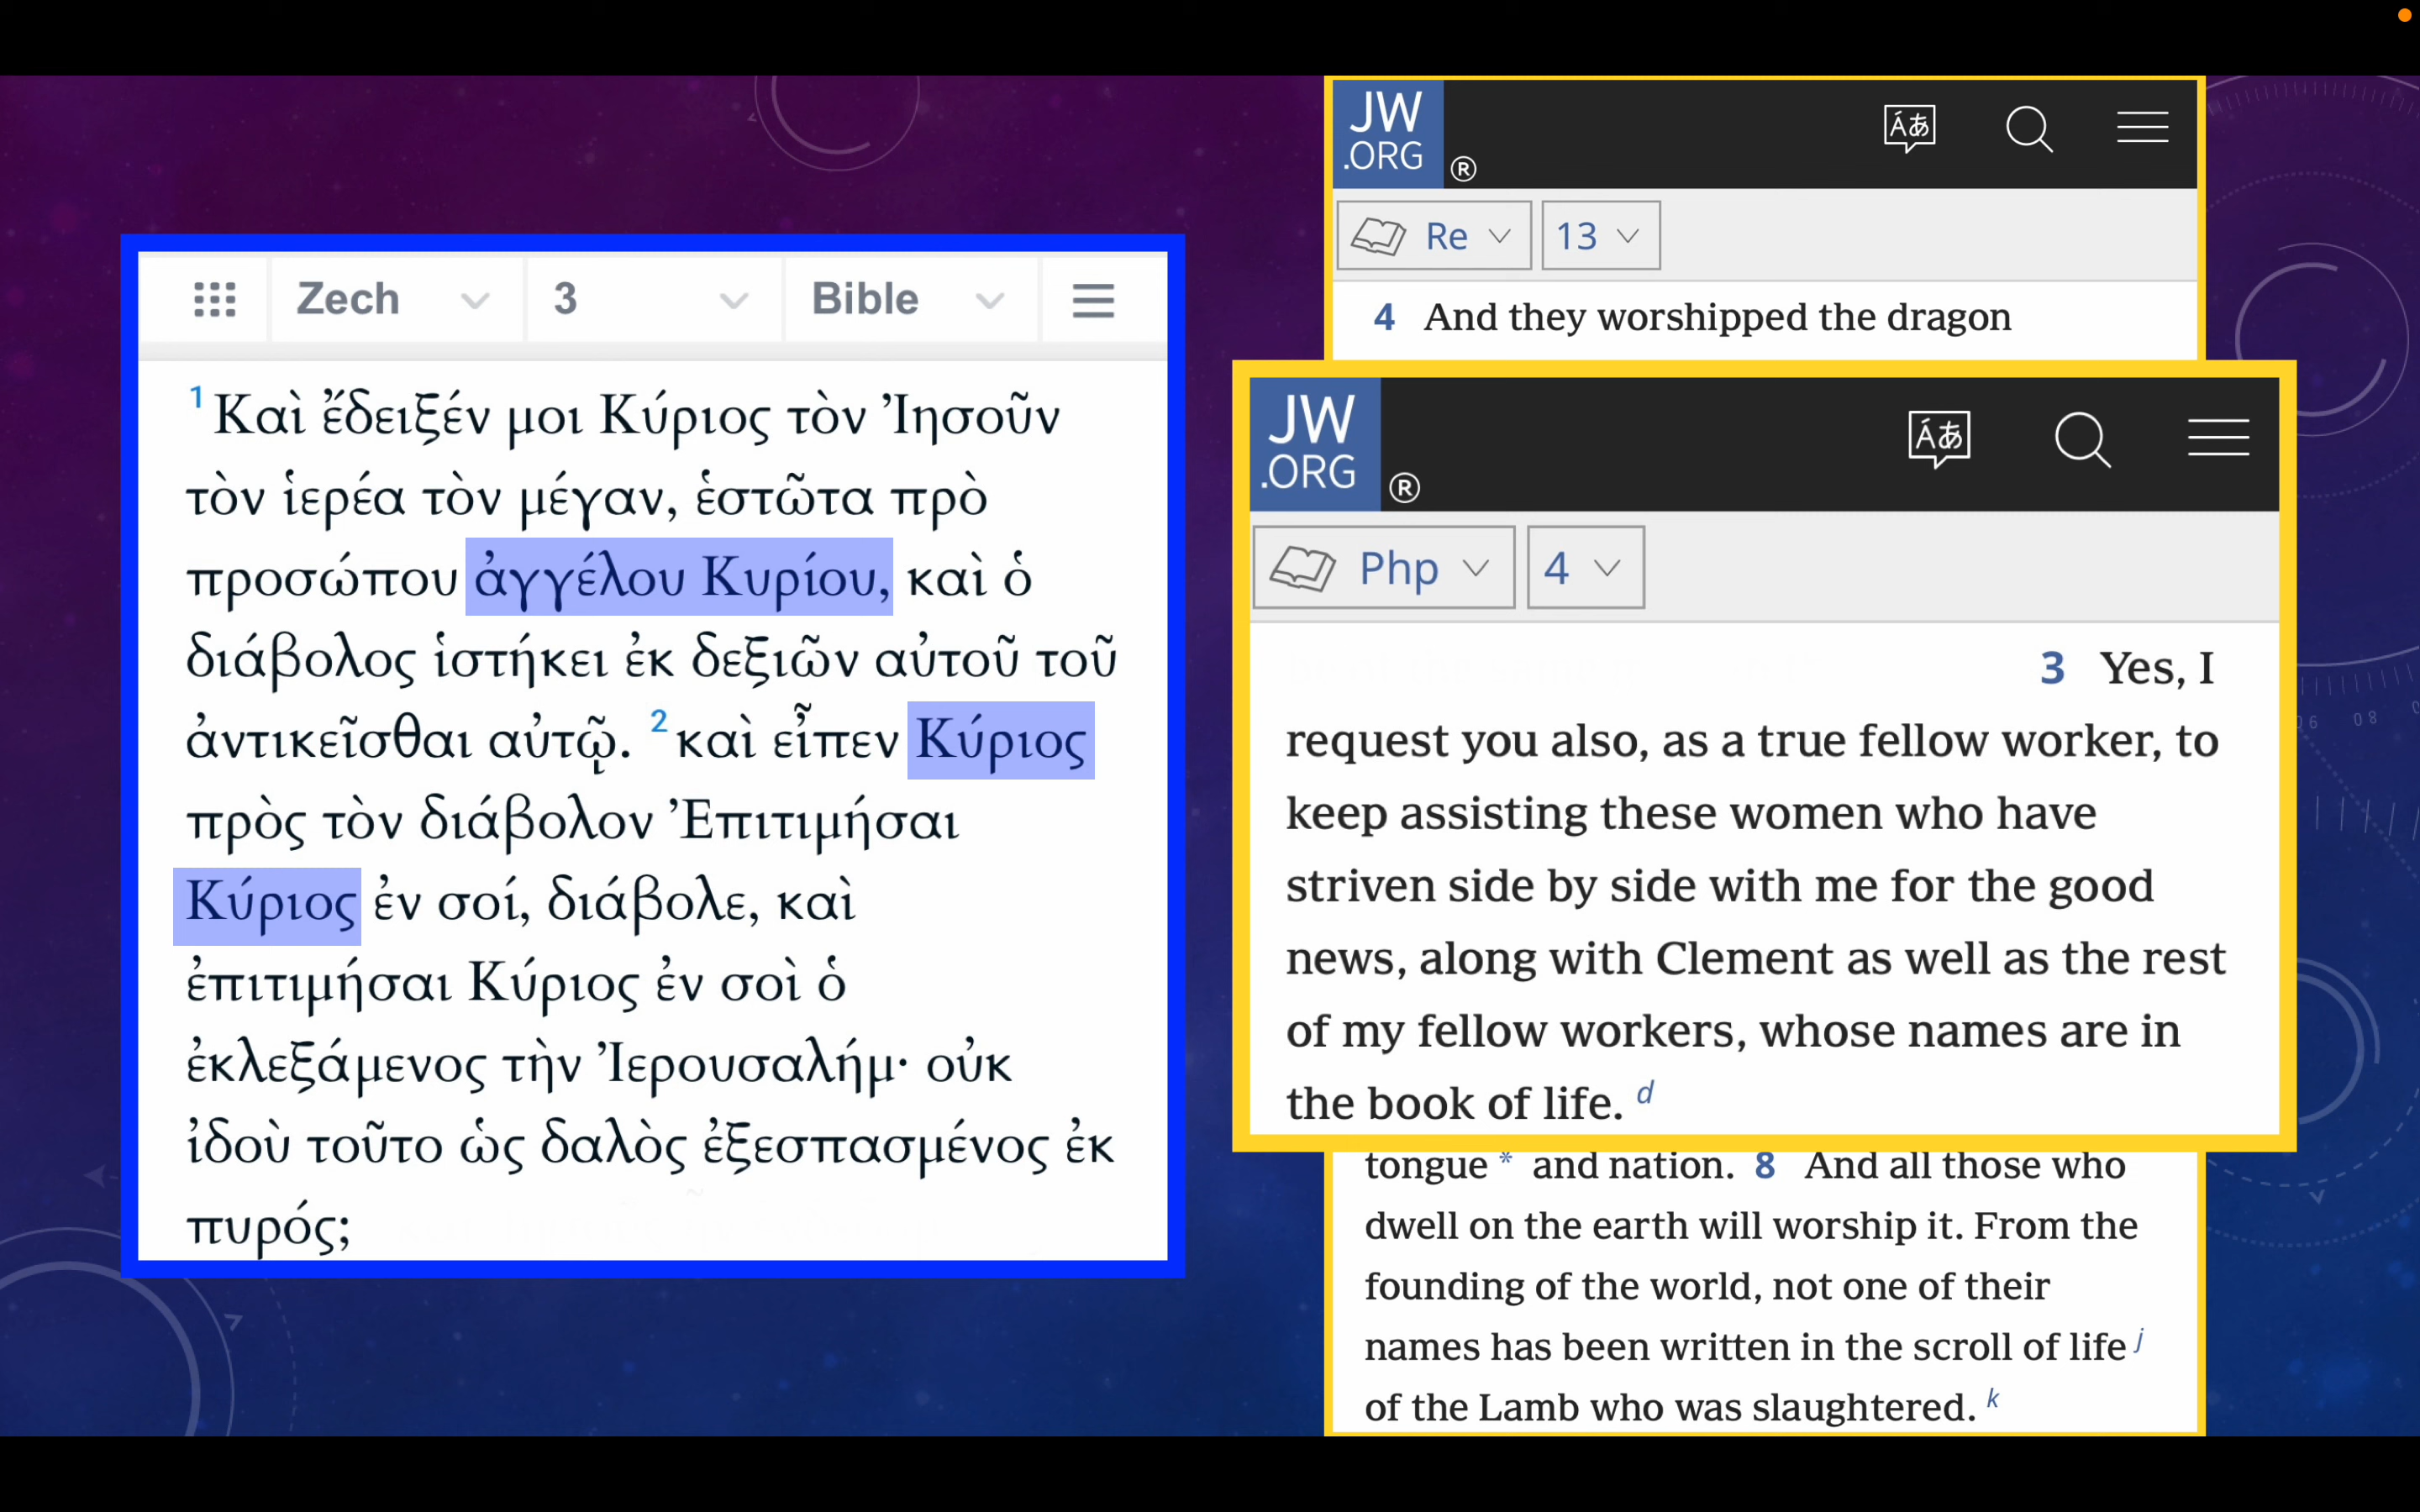 Zech 3 Bible
1 Καὶ ἔδειξέν μοι Κύριος τὸν Ἰησοῦν
τὸν ἱερέα τὸν μέγαν, ἑστῶτα πρὸ
προσώπου ἀγγέλου Κυρίου, καὶ ὁ
διάβολος ἱστήκει ἐκ δεξιῶν αὐτοῦ τοῦ
ἀντικεῖσθαι αὐτῷ. 2 καὶ εἶπεν Κύριος
πρὸς τὸν διάβολον Ἐπιτιμήσαι
Κύριος ἐν σοί, διάβολε, καὶ
ἐπιτιμήσαι Κύριος ἐν σοὶ ὁ
ἐκλεξάμενος τὴν Ἰερουσαλήμ· οὐκ
ἰδοὺ τοῦτο ὡς δαλὸς ἐξεσπασμένος ἐκ
πυρός;
JW
.ORG ®
Áあ
Re 13
4 And they worshipped the dragon
JW
.ORG ®
Áあ
Php 4
3 Yes, I
request you also, as a true fellow worker, to
keep assisting these women who have
striven side by side with me for the good
news, along with Clement as well as the rest
of my fellow workers, whose names are in
the book of life. d
tongue * and nation. 8 And all those who
dwell on the earth will worship it. From the
founding of the world, not one of their
names has been written in the scroll of life j
of the Lamb who was slaughtered. k